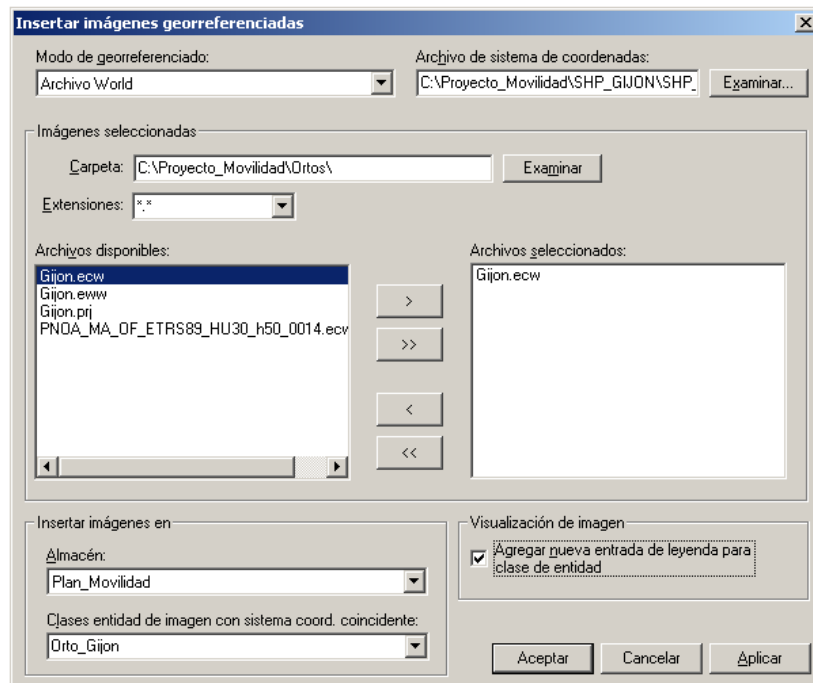 Insertar imágenes georreferenciadas
Modo de georreferenciado:
Archivo de sistema de coordenadas:
Archivo World
C:\Proyecto_Movilidad\SHP_GIJON\SHP_
Examinar...
Imágenes seleccionadas
Carpeta:
C:\Proyecto_Movilidad\Ortos\
Examinar
Extensiones:
*.*
Archivos disponibles:
Archivos seleccionados:
Gijon.ecw
Gijon.eww
Gijon.prj
PNOA_MA_OF_ETRS89_HU30_h50_0014.ecw
Gijon.ecw
>
>>
<
<<
Insertar imágenes en
Almacén:
Plan_Movilidad
Clases entidad de imagen con sistema coord. coincidente:
Orto_Gijon
Visualización de imagen
Agregar nueva entrada de leyenda para
clase de entidad
Aceptar
Cancelar
Aplicar